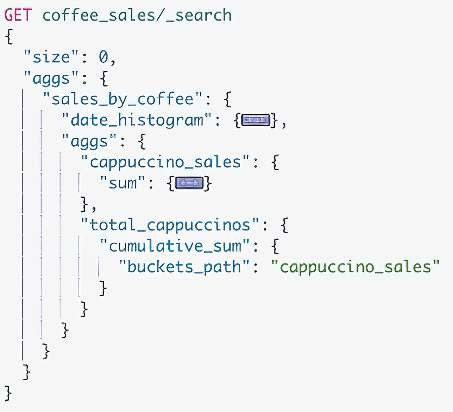 GET coffee_sales/_search
{
  "size": 0,
  "aggs": {
    "sales_by_coffee": {
      "date_histogram": {},
      "aggs": {
        "cappuccino_sales": {
          "sum": {}
        },
        "total_cappuccinos": {
          "cumulative_sum": {
            "buckets_path": "cappuccino_sales"
          }
        }
      }
    }
  }
}